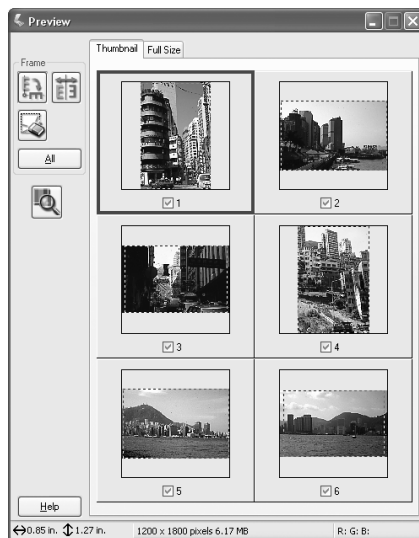 Preview
Thumbnail Full Size
Frame
All
1 2
3 4
5 6
Help
0.85 in. 1.27 in. 1200 x 1800 pixels 6.17 MB R: G: B: